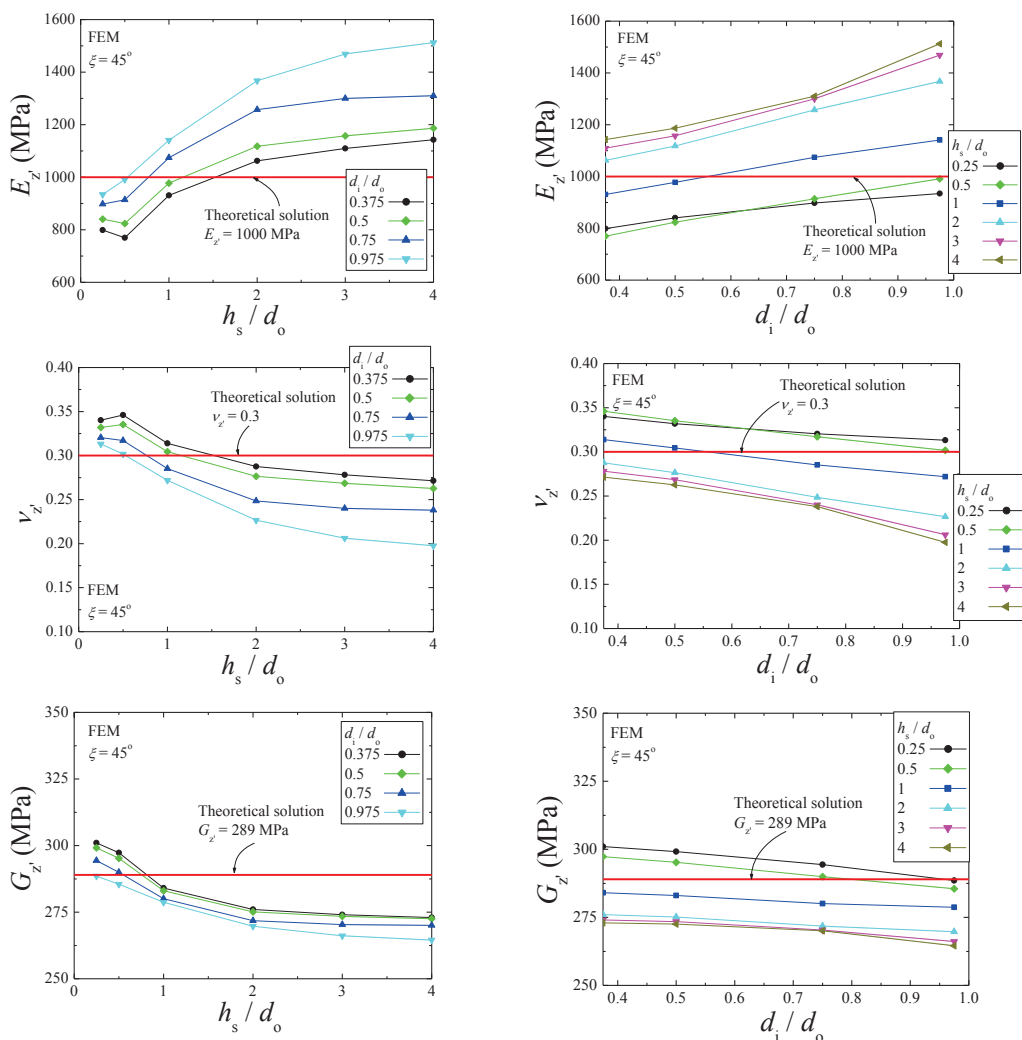 FEM
ξ = 45°
1600
1400
1200
1000
800
600
E_z' (MPa)
Theoretical solution
E_z' = 1000 MPa
d_i / d_o
0.375
0.5
0.75
0.975
0 1 2 3 4
h_s / d_o
FEM
ξ = 45°
1600
1400
1200
1000
800
600
E_z' (MPa)
Theoretical solution
E_z' = 1000 MPa
h_s / d_o
0.25
0.5
1
2
3
4
0.4 0.5 0.6 0.7 0.8 0.9 1.0
d_i / d_o
0.40
0.35
0.30
0.25
0.20
0.15
0.10
ν_z'
Theoretical solution
ν_z' = 0.3
d_i / d_o
0.375
0.5
0.75
0.975
FEM
ξ = 45°
0 1 2 3 4
h_s / d_o
FEM
ξ = 45°
0.40
0.35
0.30
0.25
0.20
0.15
0.10
ν_z'
Theoretical solution
ν_z' = 0.3
h_s / d_o
0.25
0.5
1
2
3
4
0.4 0.5 0.6 0.7 0.8 0.9 1.0
d_i / d_o
FEM
ξ = 45°
350
325
300
275
250
G_z' (MPa)
Theoretical solution
G_z' = 289 MPa
d_i / d_o
0.375
0.5
0.75
0.975
0 1 2 3 4
h_s / d_o
FEM
ξ = 45°
350
325
300
275
250
G_z' (MPa)
Theoretical solution
G_z' = 289 MPa
h_s / d_o
0.25
0.5
1
2
3
4
0.4 0.5 0.6 0.7 0.8 0.9 1.0
d_i / d_o